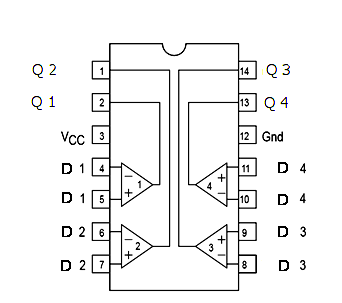 Q 2 1 14 Q 3
Q 1 2 13 Q 4
VCC 3 12 Gnd
D 1 4 − + 11 D 4
1 4
D 1 5 + − 10 D 4
D 2 6 − + 9 D 3
2 3
D 2 7 + − 8 D 3